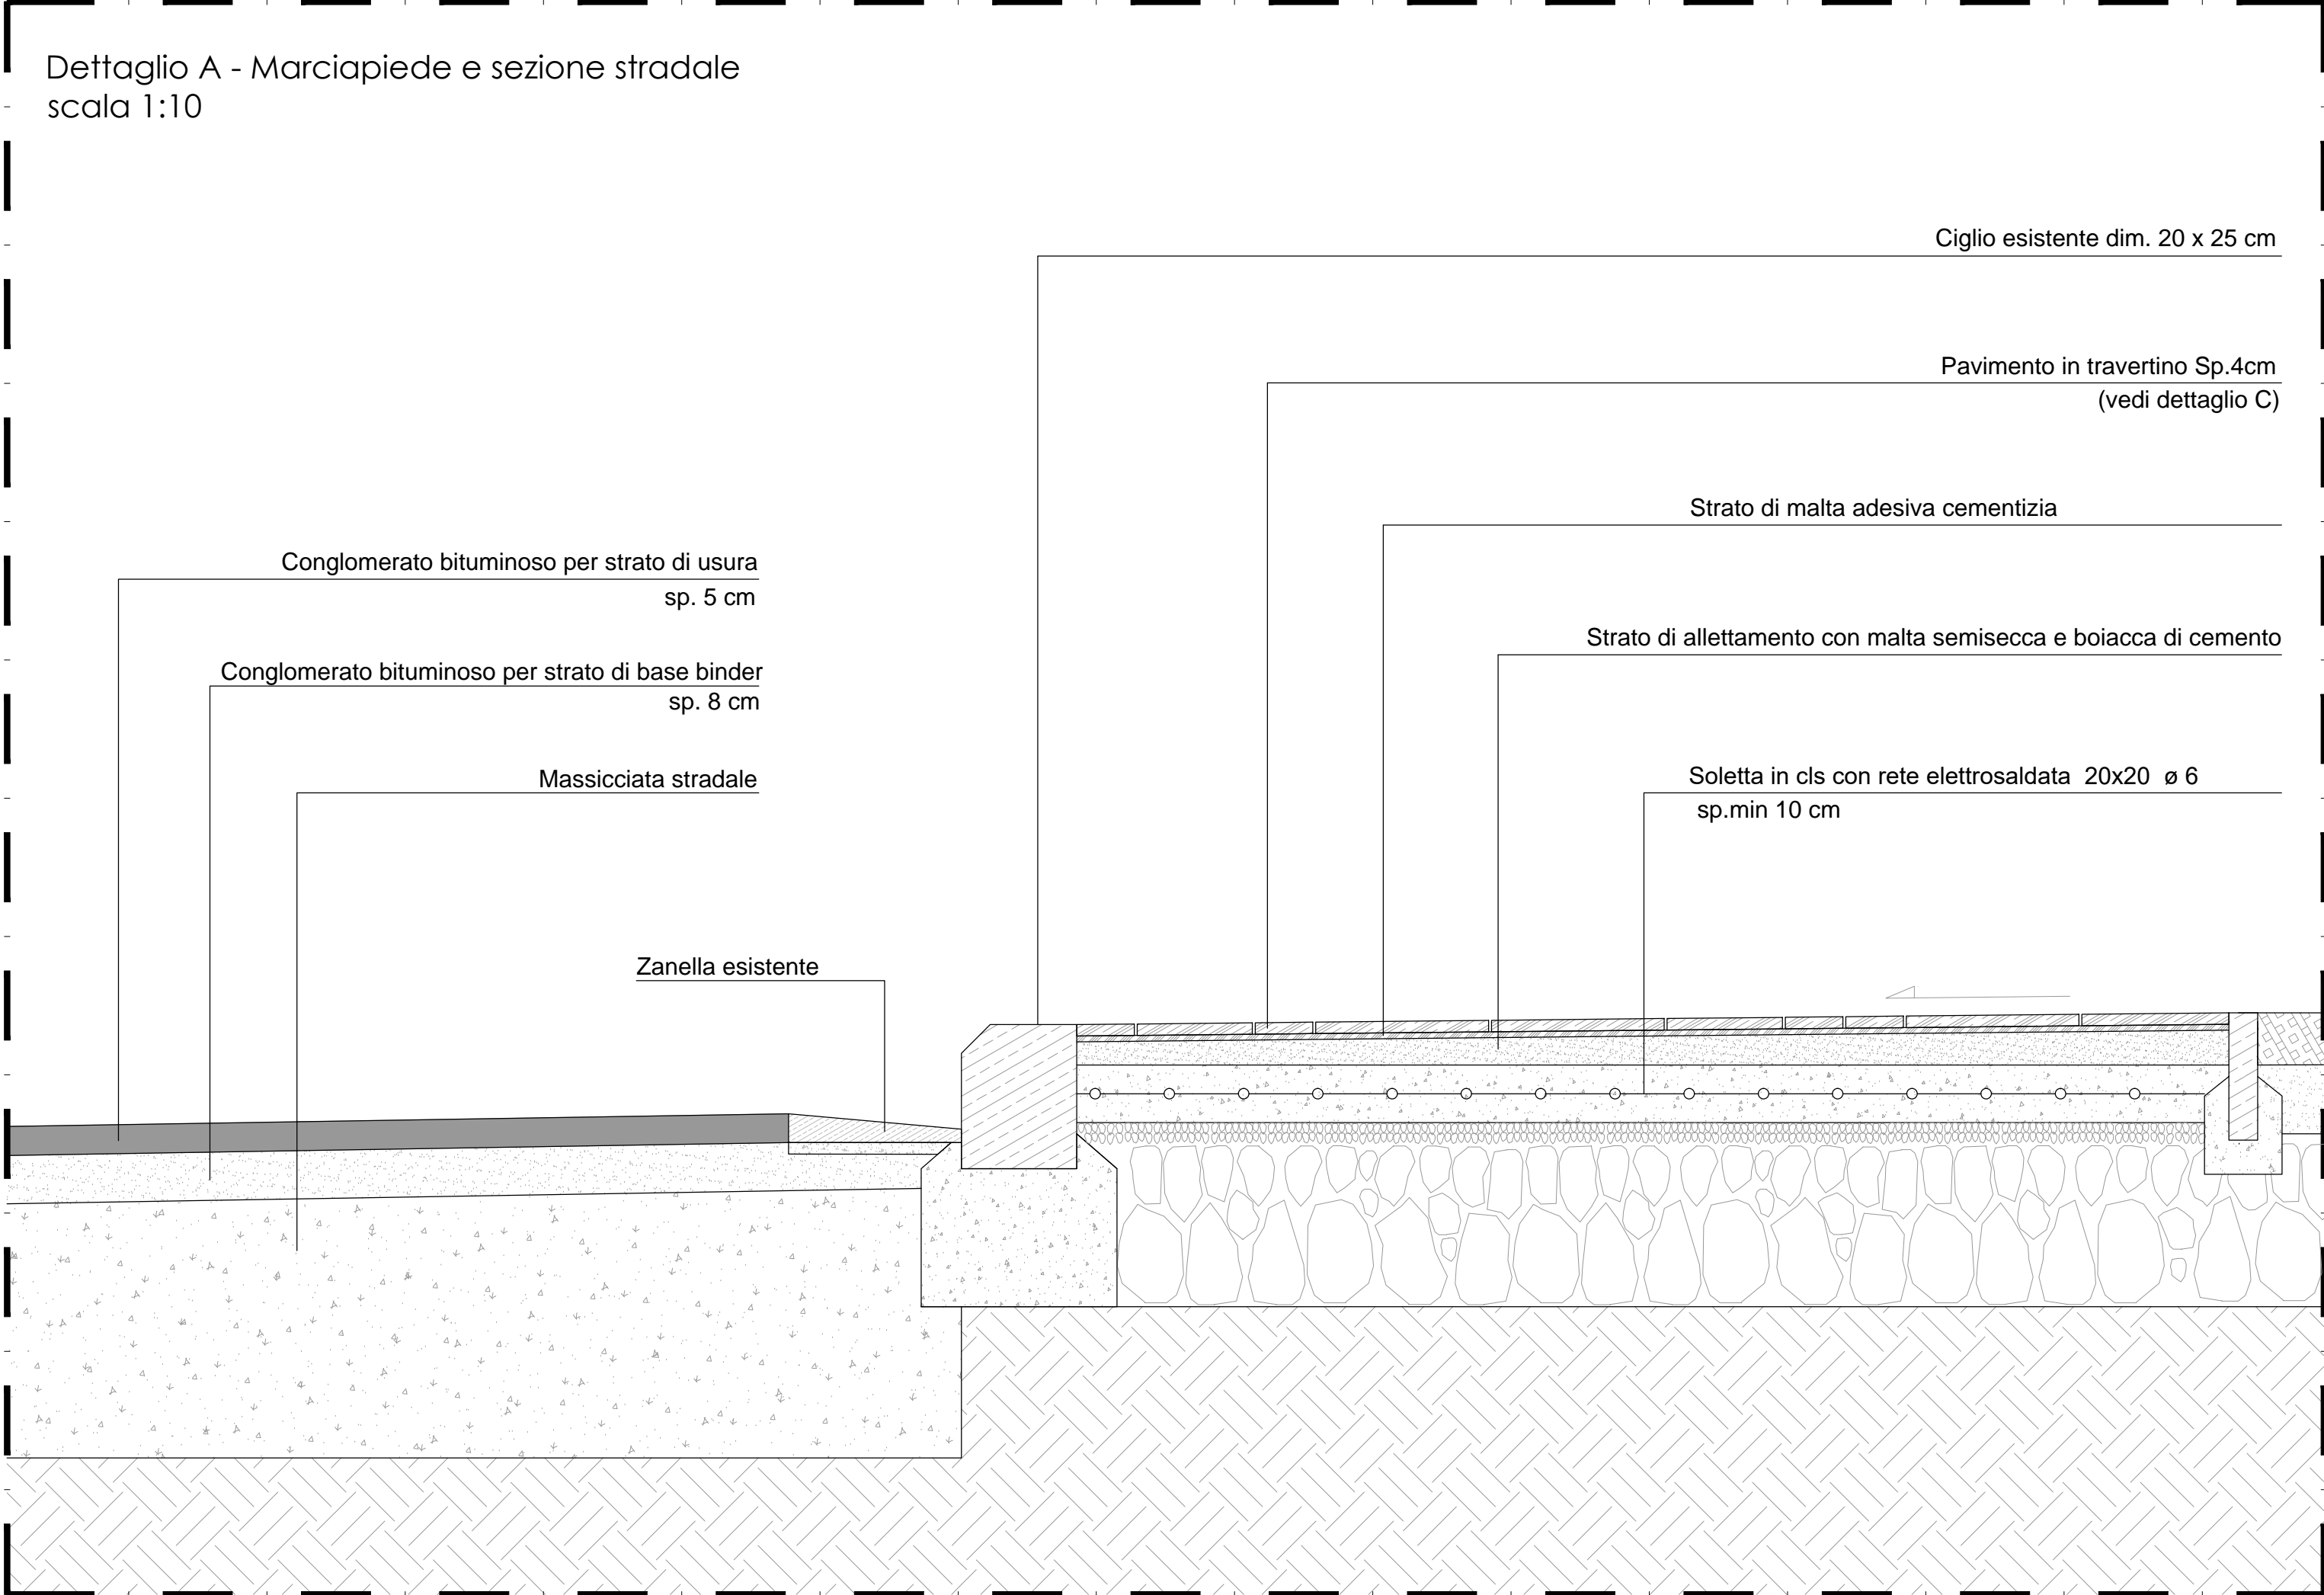 Dettaglio A - Marciapiede e sezione stradale
scala 1:10
Ciglio esistente dim. 20 x 25 cm
Pavimento in travertino Sp.4cm
(vedi dettaglio C)
Strato di malta adesiva cementizia
Conglomerato bituminoso per strato di usura
sp. 5 cm
Strato di allettamento con malta semisecca e boiacca di cemento
Conglomerato bituminoso per strato di base binder
sp. 8 cm
Massicciata stradale
Soletta in cls con rete elettrosaldata  20x20  ø 6
sp.min 10 cm
Zanella esistente